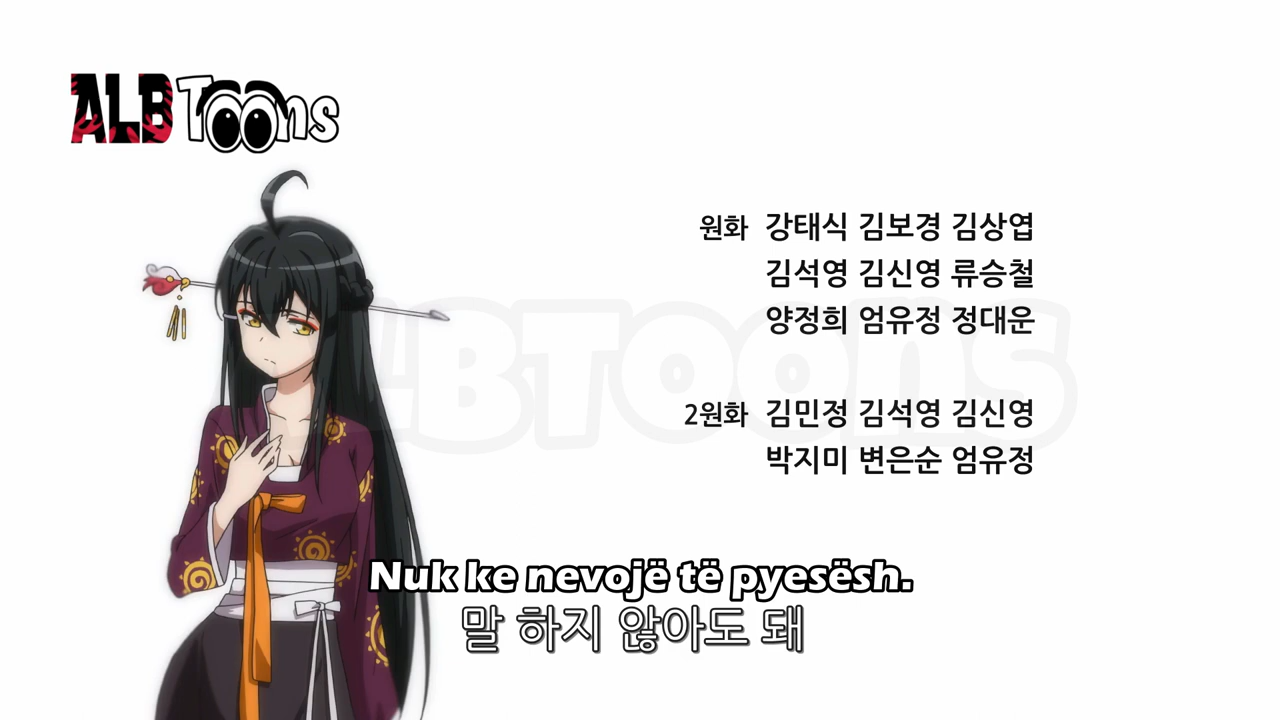 ALBToons
원화 강태식 김보경 김상엽
김석영 김신영 류승철
양정희 엄유정 정대운
ALBToons
2원화 김민정 김석영 김신영
박지미 변은순 엄유정
Nuk ke nevojë të pyesësh.
말 하지 않아도 돼